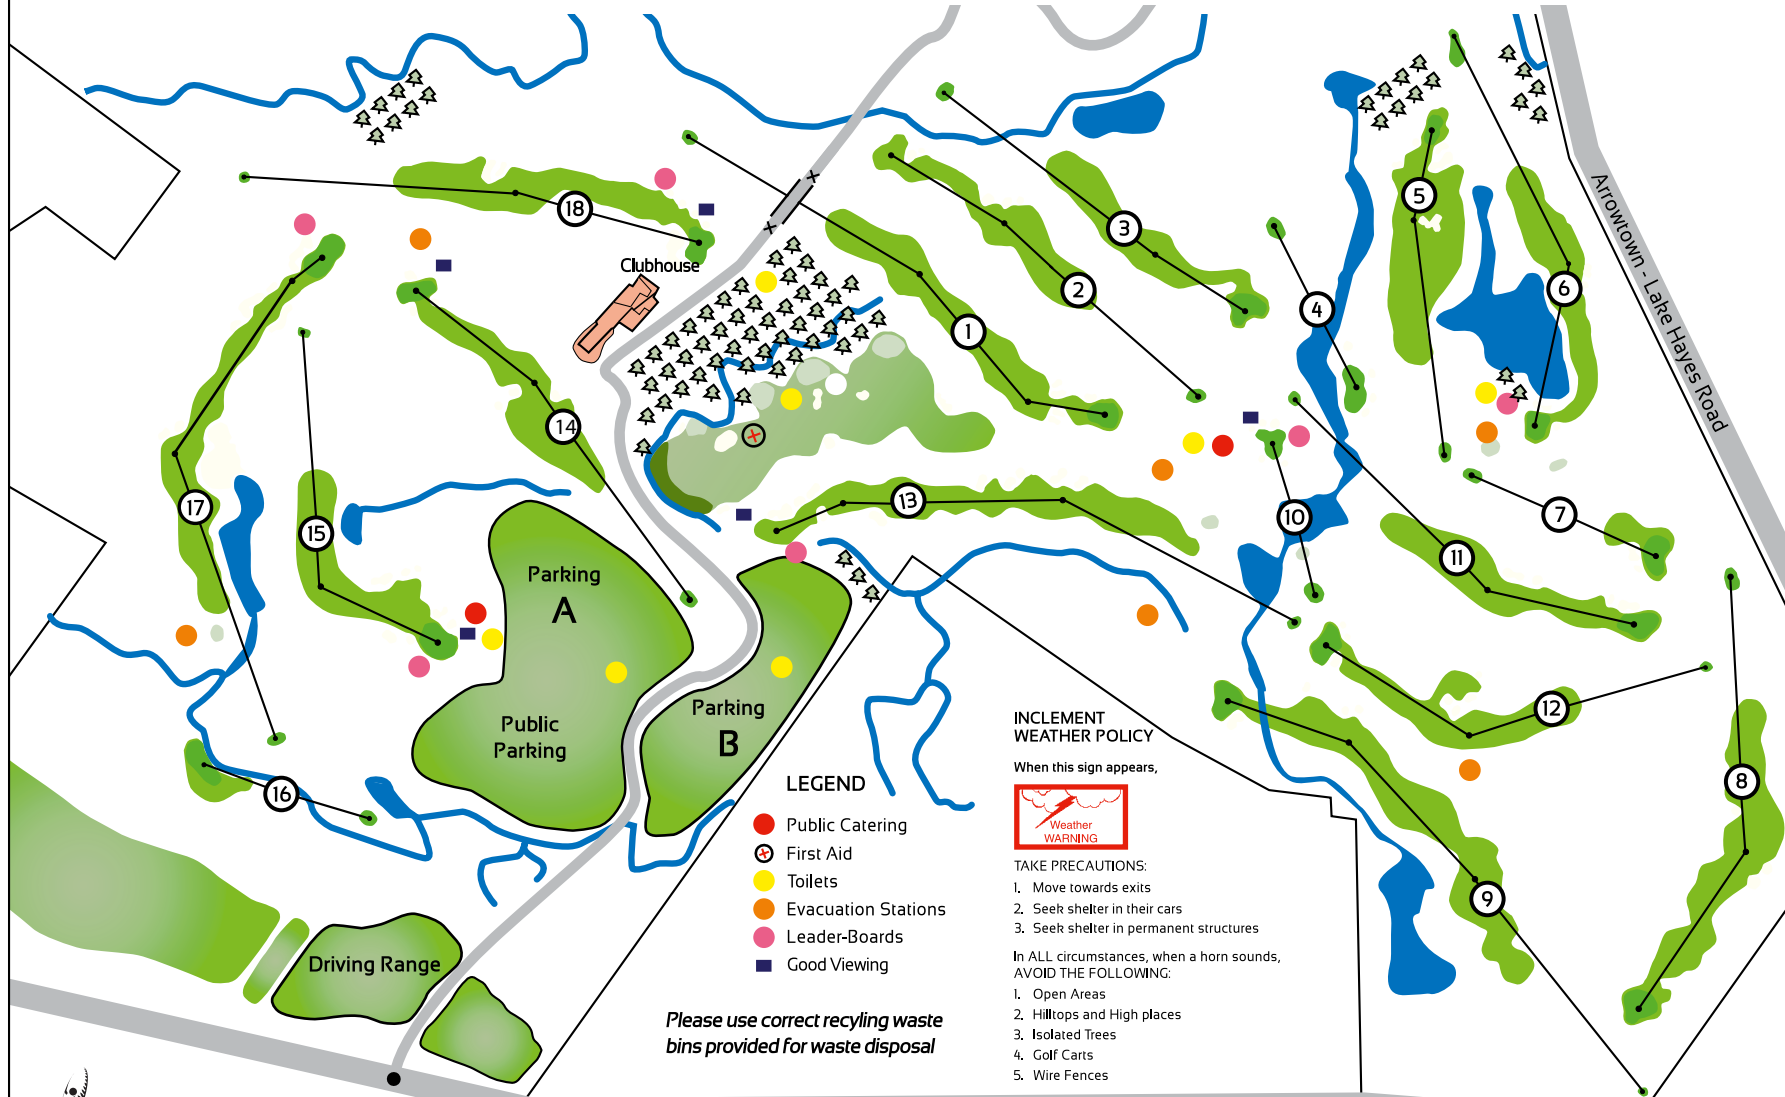 18
3
5
2
4
6
Clubhouse
1
Arrowtown - Lake Hayes Road
14
17
13
15
10
7
11
Parking
A
Public
Parking
Parking
B
12
16
8
9
Driving Range
LEGEND
Public Catering
First Aid
Toilets
Evacuation Stations
Leader-Boards
Good Viewing
Please use correct recyling waste
bins provided for waste disposal
INCLEMENT
WEATHER POLICY
When this sign appears,
Weather
WARNING
TAKE PRECAUTIONS:
1. Move towards exits
2. Seek shelter in their cars
3. Seek shelter in permanent structures
In ALL circumstances, when a horn sounds,
AVOID THE FOLLOWING:
1. Open Areas
2. Hilltops and High places
3. Isolated Trees
4. Golf Carts
5. Wire Fences